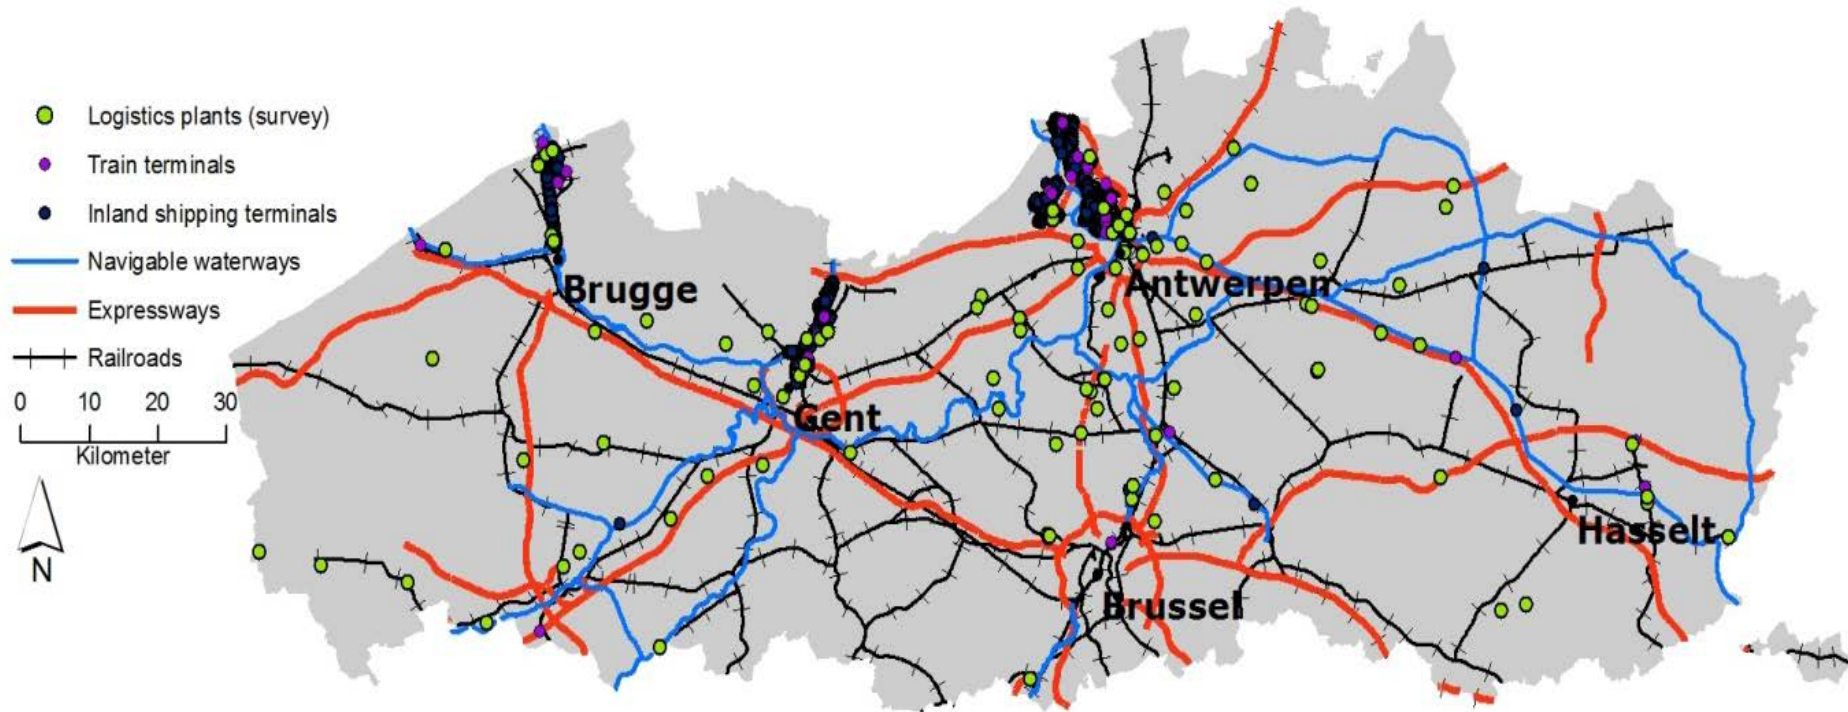 Logistics plants (survey)
Train terminals
Inland shipping terminals
Navigable waterways
Expressways
Railroads
0 10 20 30
Kilometer
N
Brugge
Antwerpen
Gent
Hasselt
Brussel